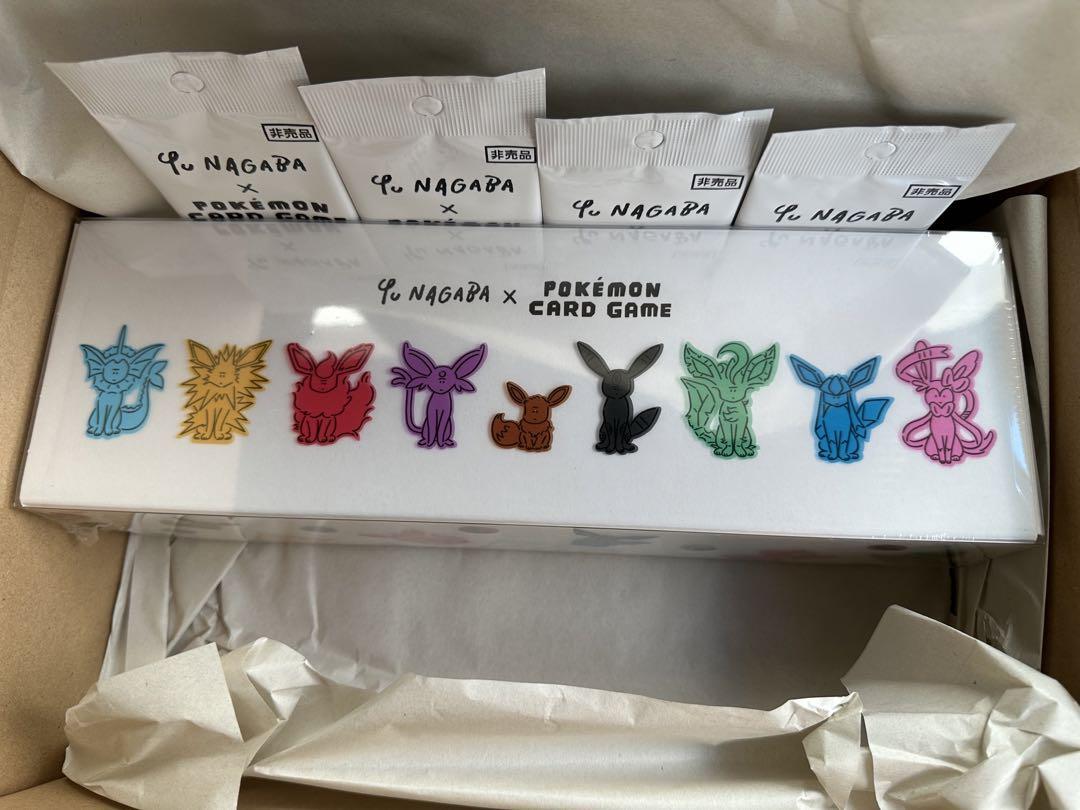 非売品
Yu NAGABA
×
POKÉMON
CARD GAME
非売品
Yu NAGABA
×
POKÉMON
非売品
Yu NAGABA
非売品
Yu NAGABA
Yu NAGABA × POKÉMON
CARD GAME